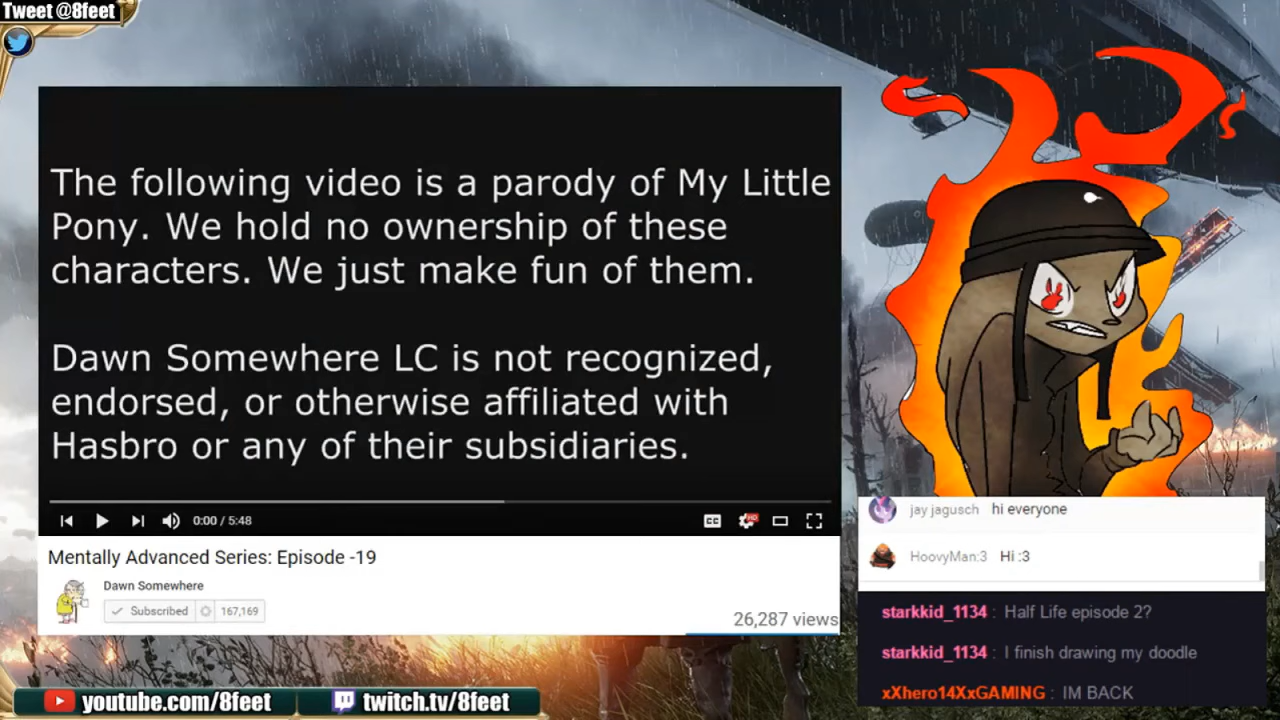 Tweet @8feet
The following video is a parody of My Little
Pony. We hold no ownership of these
characters. We just make fun of them.
Dawn Somewhere LC is not recognized,
endorsed, or otherwise affiliated with
Hasbro or any of their subsidiaries.
0:00 / 5:48
CC
HD
Mentally Advanced Series: Episode -19
Dawn Somewhere
Subscribed 167,169
26,287 views
jay jagusch hi everyone
HoovyMan:3 Hi :3
starkkid_1134 : Half Life episode 2?
starkkid_1134 : I finish drawing my doodle
xXhero14XxGAMING : IM BACK
youtube.com/8feet
twitch.tv/8feet